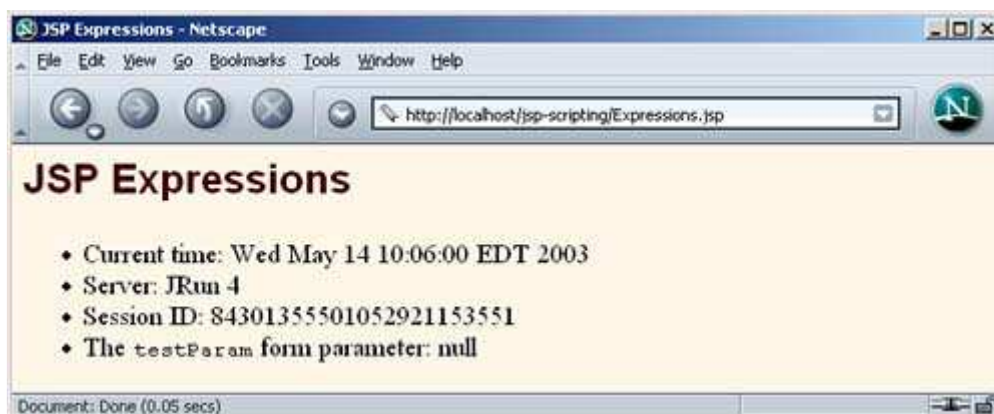 JSP Expressions - Netscape
File Edit View Go Bookmarks Tools Window Help
http://localhost/jsp-scripting/Expressions.jsp
N
JSP Expressions
• Current time: Wed May 14 10:06:00 EDT 2003
• Server: JRun 4
• Session ID: 84301355501052921153551
• The testParam form parameter: null
Document: Done (0.05 secs)